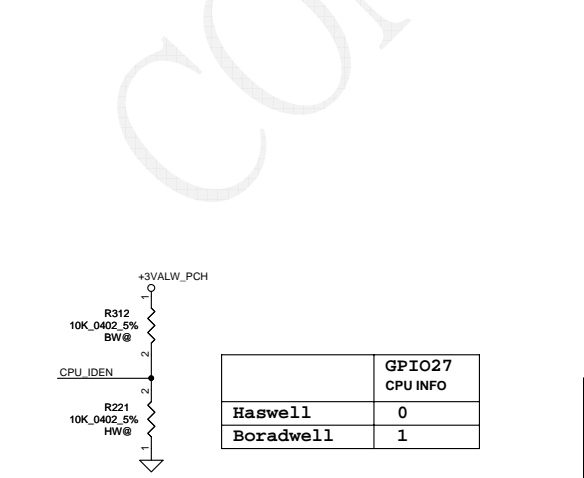 +3VALW_PCH
1
R312
10K_0402_5%
BW@
2
CPU_IDEN
2
R221
10K_0402_5%
HW@
1
GPIO27
CPU INFO
Haswell 0
Boradwell 1